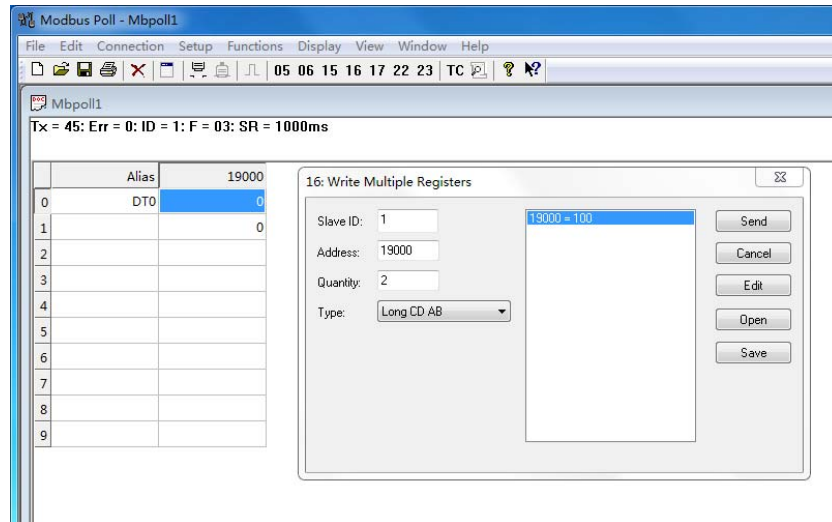 Modbus Poll - Mbpoll1
File Edit Connection Setup Functions Display View Window Help
05 06 15 16 17 22 23 TC
Mbpoll1
Tx = 45: Err = 0: ID = 1: F = 03: SR = 1000ms
Alias 19000
0 DT0 0
1 0
2
3
4
5
6
7
8
9
16: Write Multiple Registers
Slave ID: 1
Address: 19000
Quantity: 2
Type: Long CD AB
19000 = 100
Send
Cancel
Edit
Open
Save